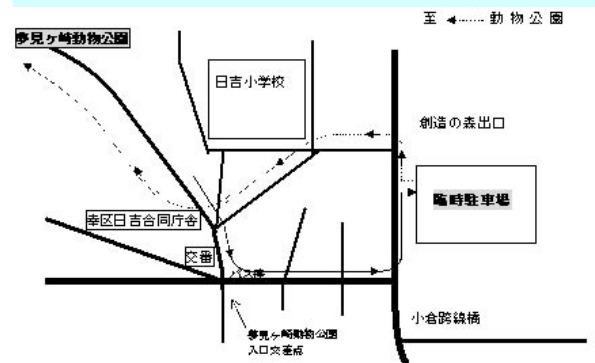 至 ◀…… 動物公園
夢見ヶ崎動物公園
日吉小学校
創造の森出口
臨時駐車場
幸区日吉合同庁舎
交番
バス停
小倉跨線橋
夢見ヶ崎動物公園
入口交差点